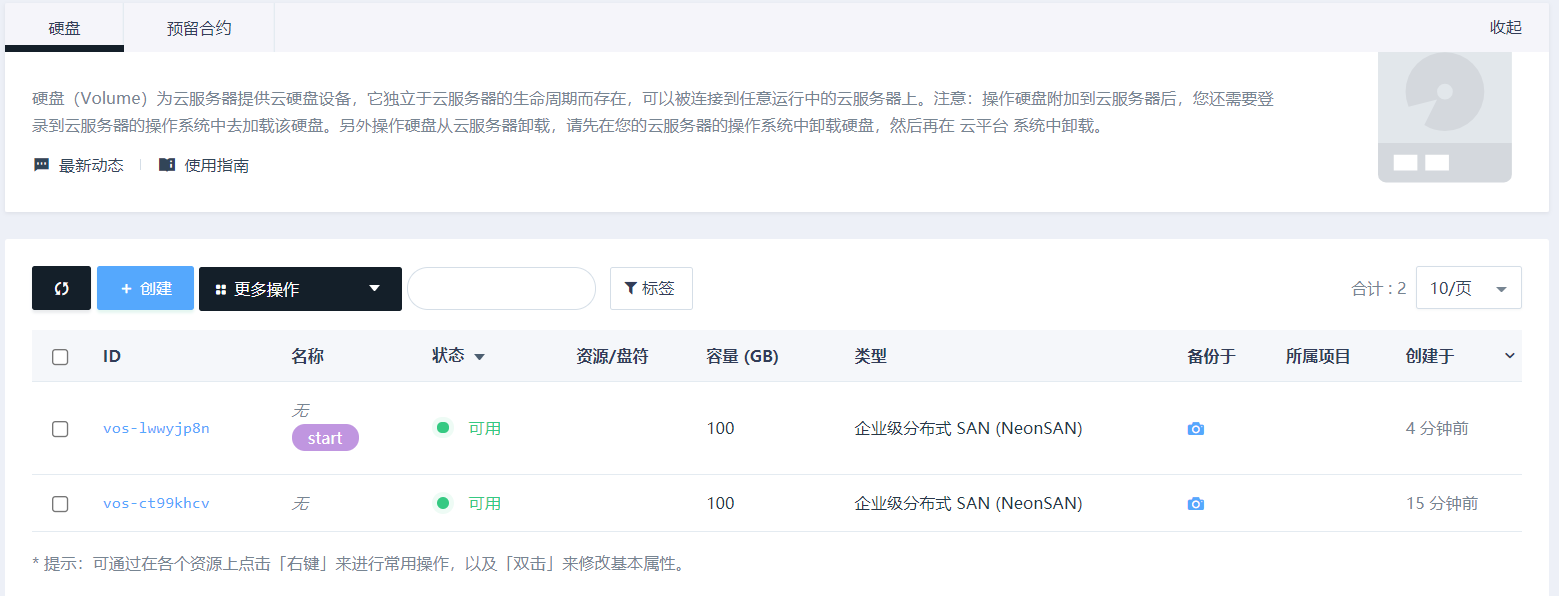 硬盘 预留合约 收起
硬盘（Volume）为云服务器提供云硬盘设备，它独立于云服务器的生命周期而存在，可以被连接到任意运行中的云服务器上。注意：操作硬盘附加到云服务器后，您还需要登
录到云服务器的操作系统中去加载该硬盘。另外操作硬盘从云服务器卸载，请先在您的云服务器的操作系统中卸载硬盘，然后再在 云平台 系统中卸载。
最新动态 使用指南
+ 创建 更多操作 标签 合计 : 2 10/页
ID 名称 状态 资源/盘符 容量 (GB) 类型 备份于 所属项目 创建于
无
vos-lwwyjp8n start 可用 100 企业级分布式 SAN (NeonSAN) 4 分钟前
vos-ct99khcv 无 可用 100 企业级分布式 SAN (NeonSAN) 15 分钟前
* 提示：可通过在各个资源上点击「右键」来进行常用操作，以及「双击」来修改基本属性。